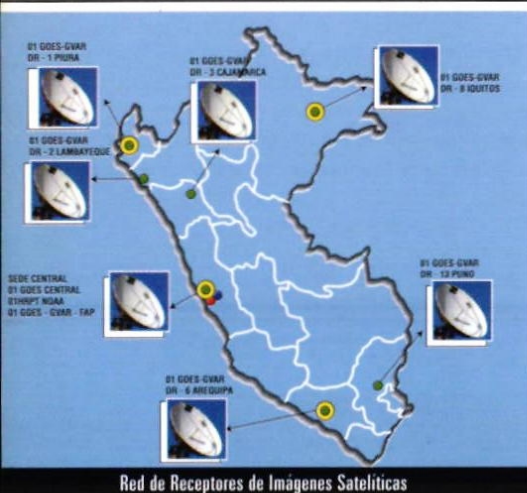 01 GOES-GVAR
DR - 1 PIURA
01 GOES-GVAR
DR - 3 CAJAMARCA
01 GOES-GVAR
DR - 8 IQUITOS
01 GOES-GVAR
DR - 2 LAMBAYEQUE
SEDE CENTRAL
01 GOES CENTRAL
01HRPT NOAA
01 GOES - GVAR - FAP
01 GOES-GVAR
DR - 13 PUNO
01 GOES-GVAR
DR - 6 AREQUIPA
Red de Receptores de Imágenes Satelíticas